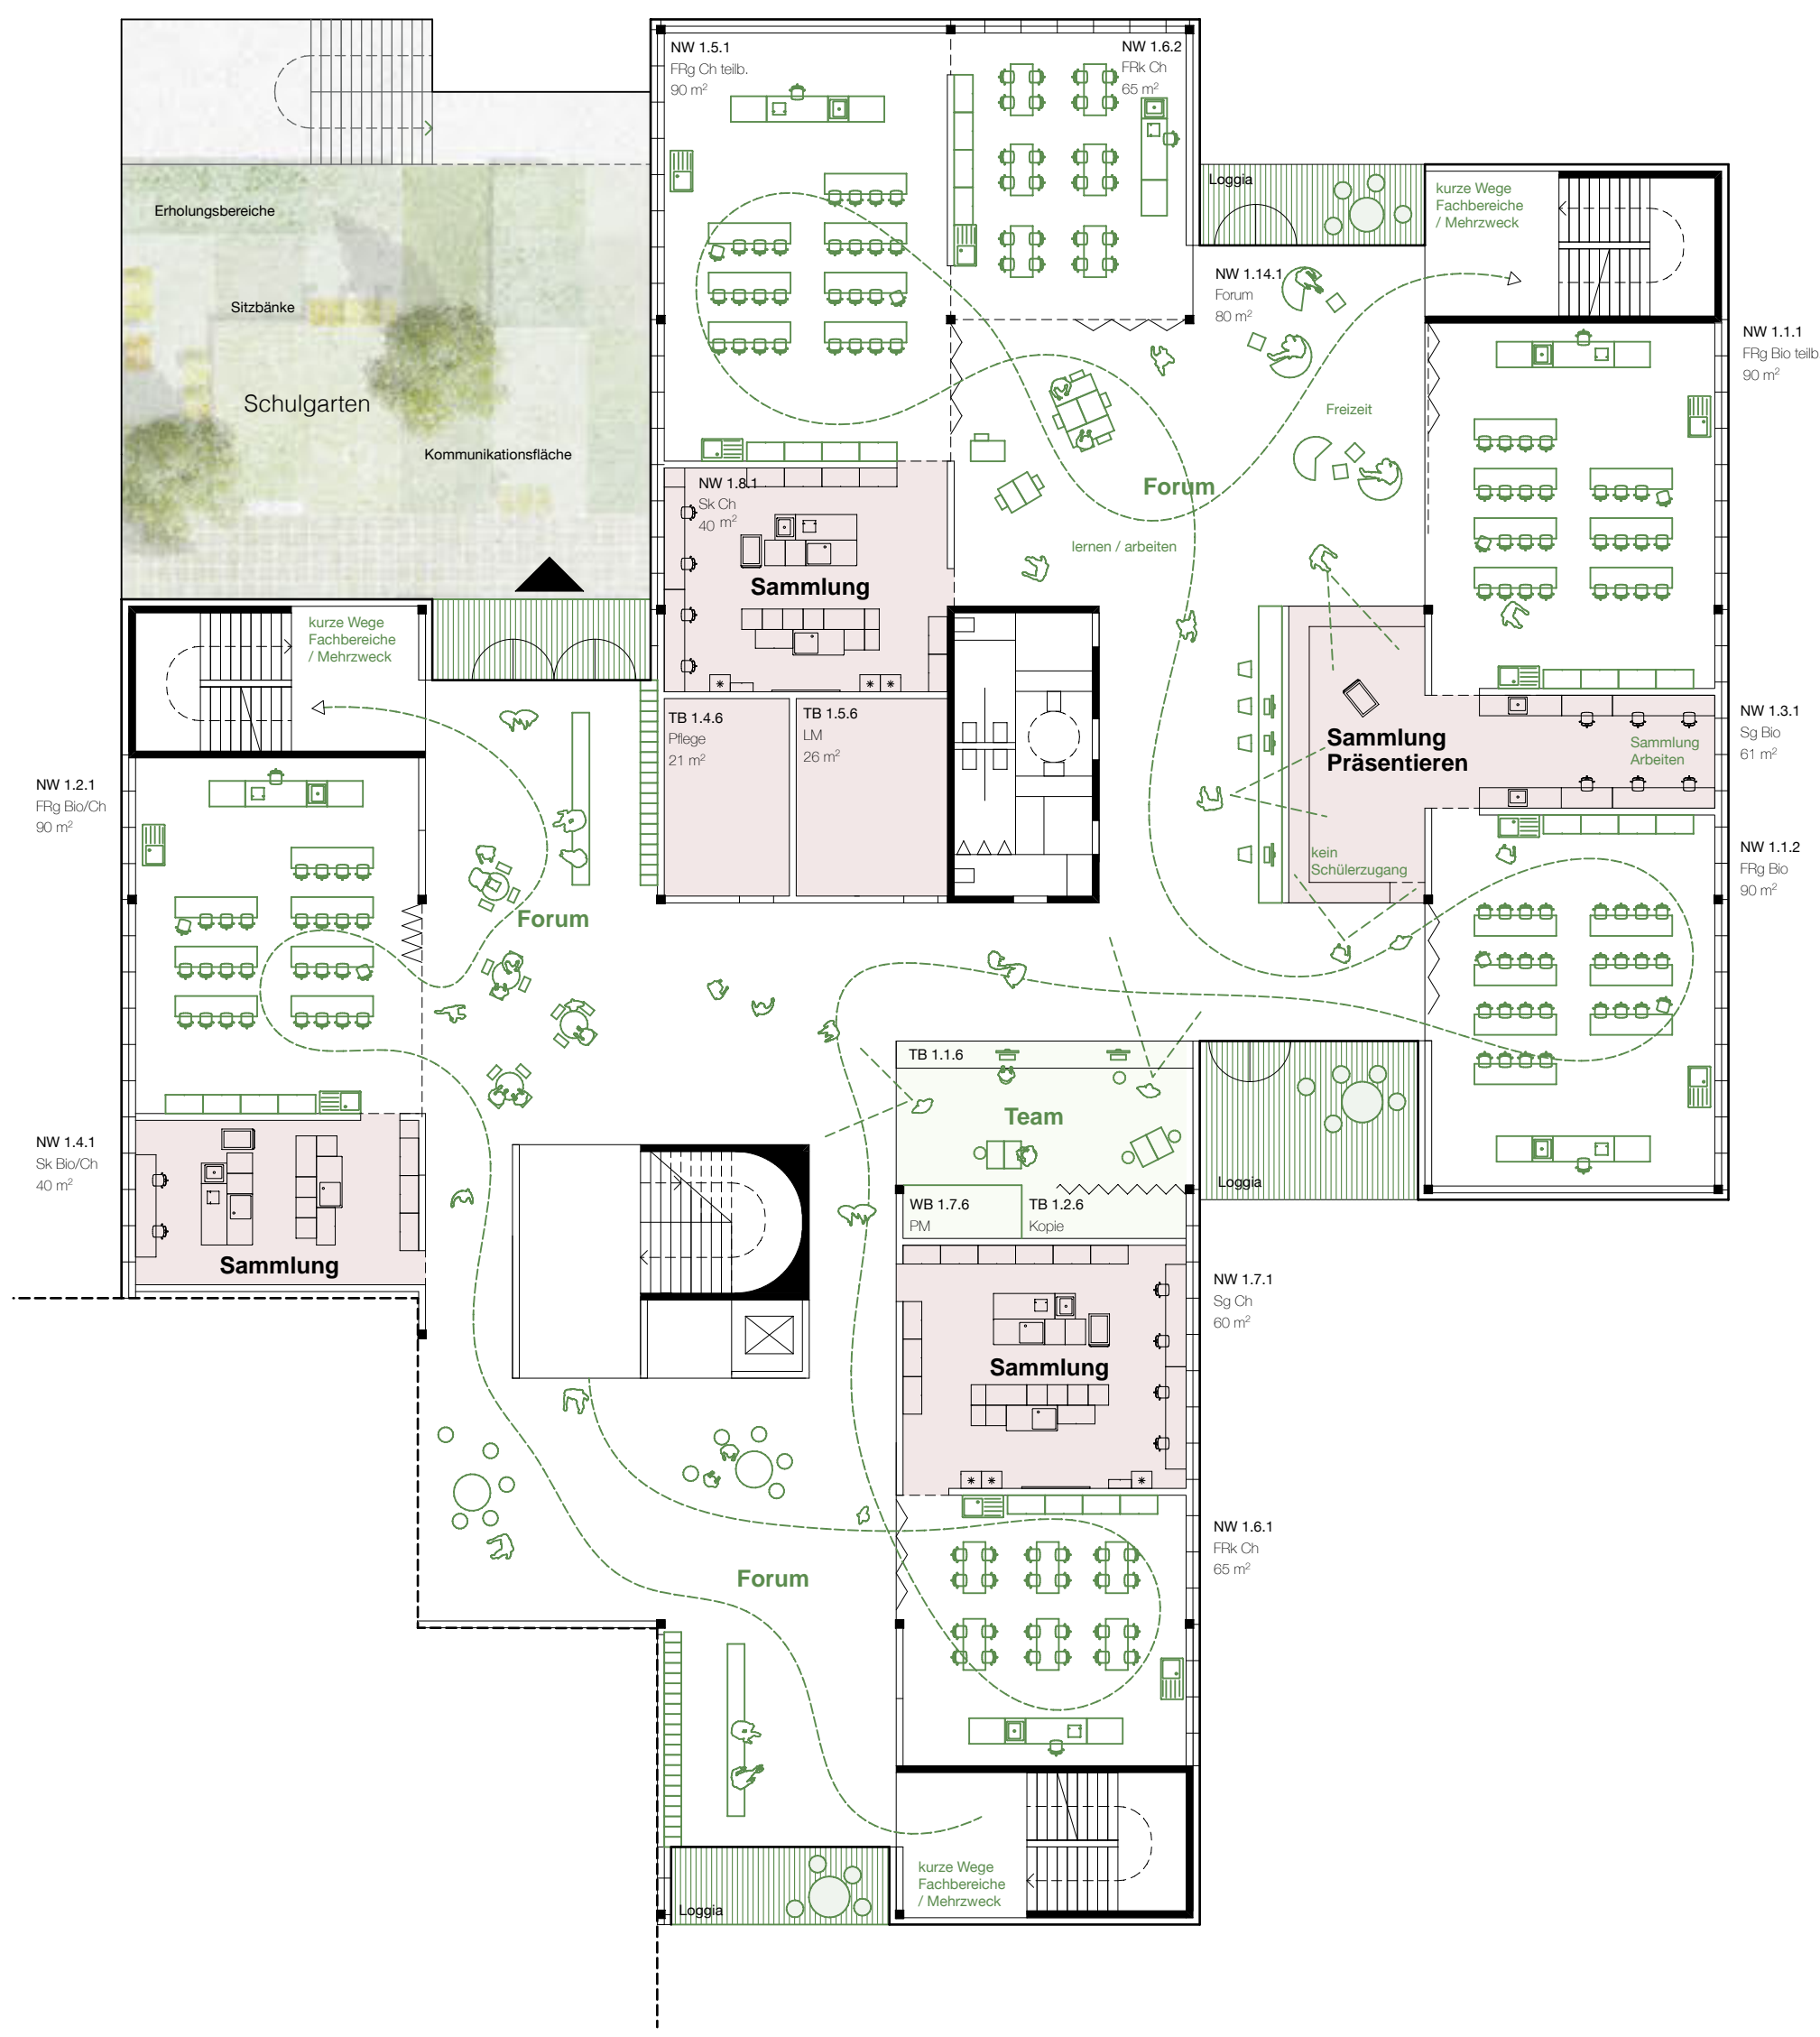 NW 1.5.1
FRg Ch teilb.
90 m²
NW 1.6.2
FRk Ch
65 m²
Loggia
kurze Wege
Fachbereiche
/ Mehrzweck
Erholungsbereiche
Sitzbänke
Schulgarten
Kommunikationsfläche
NW 1.14.1
Forum
80 m²
NW 1.1.1
FRg Bio teilb
90 m²
Freizeit
Forum
lernen / arbeiten
NW 1.8.1
Sk Ch
40 m²
Sammlung
kurze Wege
Fachbereiche
/ Mehrzweck
TB 1.4.6
Pflege
21 m²
TB 1.5.6
LM
26 m²
Sammlung
Präsentieren
Sammlung
Arbeiten
NW 1.3.1
Sg Bio
61 m²
NW 1.2.1
FRg Bio/Ch
90 m²
kein
Schülerzugang
NW 1.1.2
FRg Bio
90 m²
Forum
TB 1.1.6
Team
NW 1.4.1
Sk Bio/Ch
40 m²
Loggia
WB 1.7.6
PM
TB 1.2.6
Kopie
Sammlung
NW 1.7.1
Sg Ch
60 m²
Sammlung
NW 1.6.1
FRk Ch
65 m²
Forum
kurze Wege
Fachbereiche
/ Mehrzweck
Loggia